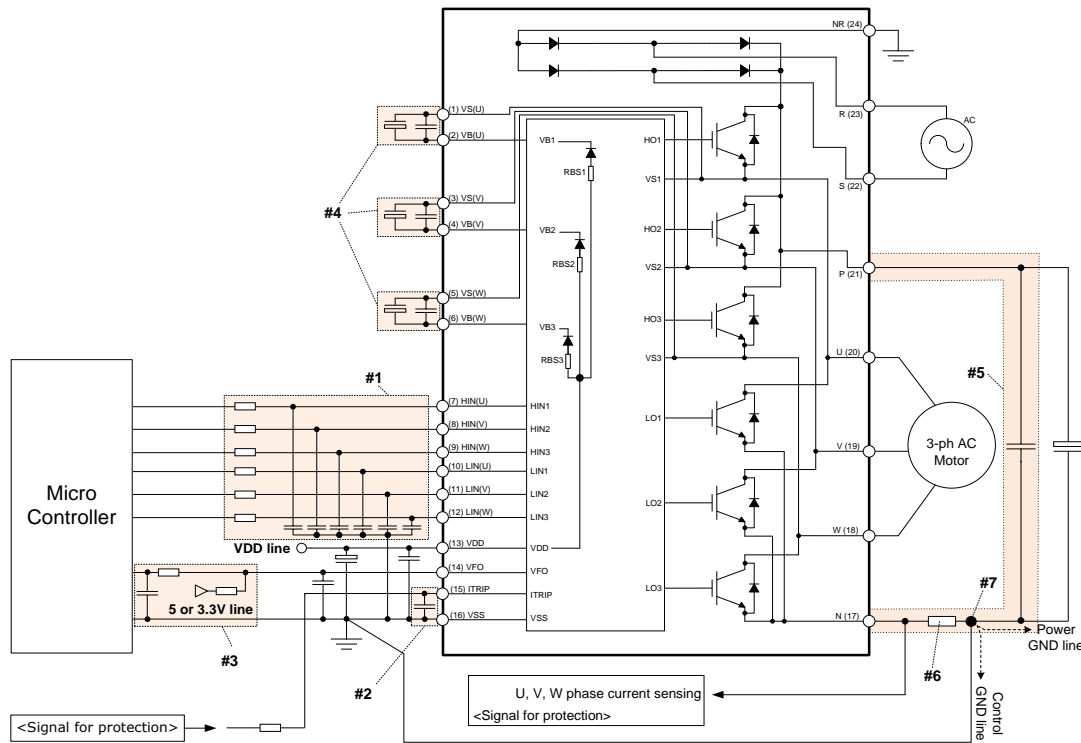 NR (24)
(1) VS(U)
(2) VB(U)
(3) VS(V)
(4) VB(V)
(5) VS(W)
(6) VB(W)
#4
VB1
RBS1
VB2
RBS2
VB3
RBS3
HO1
VS1
HO2
VS2
HO3
VS3
LO1
LO2
LO3
R (23)
AC
S (22)
P (21)
U (20)
#5
V (19)
3-ph AC
Motor
W (18)
#7
N (17)
#6
Power
GND line
Control
GND line
#1
Micro
Controller
(7) HIN(U)
(8) HIN(V)
(9) HIN(W)
(10) LIN(U)
(11) LIN(V)
(12) LIN(W)
(13) VDD
(14) VFO
(15) ITRIP
(16) VSS
HIN1
HIN2
HIN3
LIN1
LIN2
LIN3
VDD
VFO
ITRIP
VSS
VDD line
5 or 3.3V line
#3
#2
U, V, W phase current sensing
<Signal for protection>
<Signal for protection>